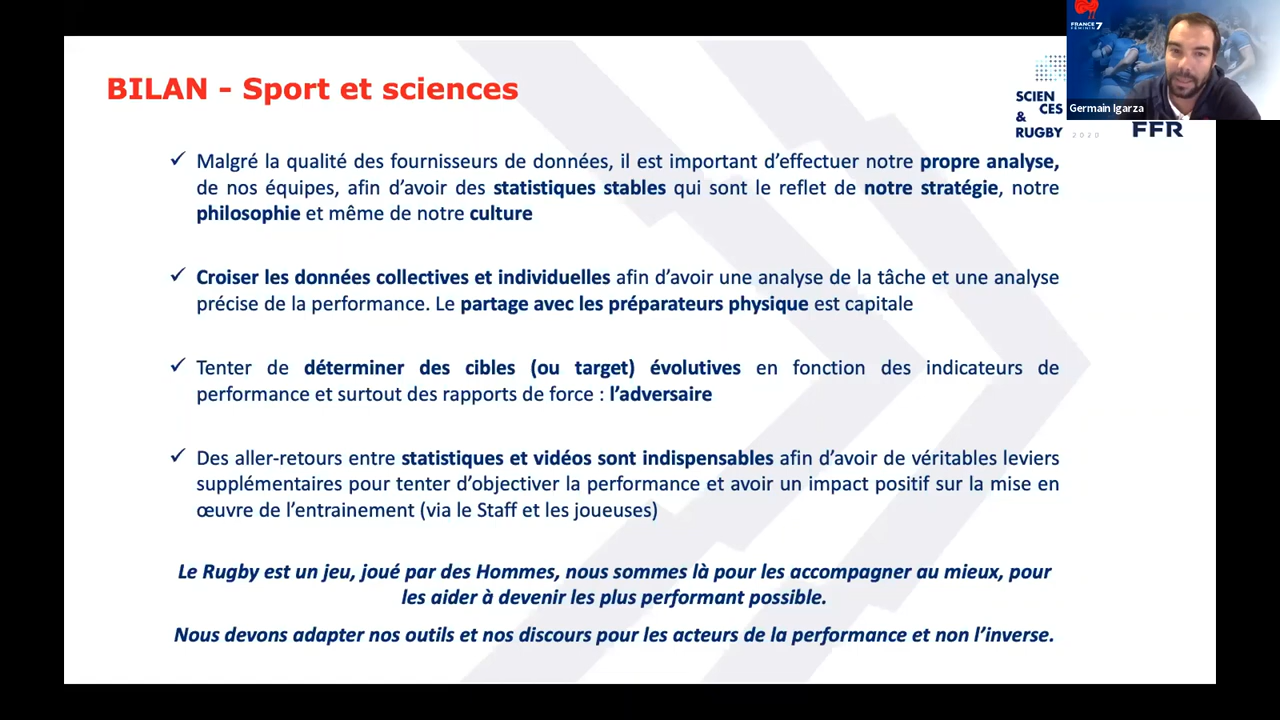 BILAN - Sport et sciences
SCIEN
CES
&
RUGBY
2020
FFR
FRANCE 7
FÉMININ
Germain Igarza
✓ Malgré la qualité des fournisseurs de données, il est important d’effectuer notre propre analyse,
de nos équipes, afin d’avoir des statistiques stables qui sont le reflet de notre stratégie, notre
philosophie et même de notre culture
✓ Croiser les données collectives et individuelles afin d’avoir une analyse de la tâche et une analyse
précise de la performance. Le partage avec les préparateurs physique est capitale
✓ Tenter de déterminer des cibles (ou target) évolutives en fonction des indicateurs de
performance et surtout des rapports de force : l’adversaire
✓ Des aller-retours entre statistiques et vidéos sont indispensables afin d’avoir de véritables leviers
supplémentaires pour tenter d’objectiver la performance et avoir un impact positif sur la mise en
œuvre de l’entrainement (via le Staff et les joueuses)
Le Rugby est un jeu, joué par des Hommes, nous sommes là pour les accompagner au mieux, pour
les aider à devenir les plus performant possible.
Nous devons adapter nos outils et nos discours pour les acteurs de la performance et non l’inverse.